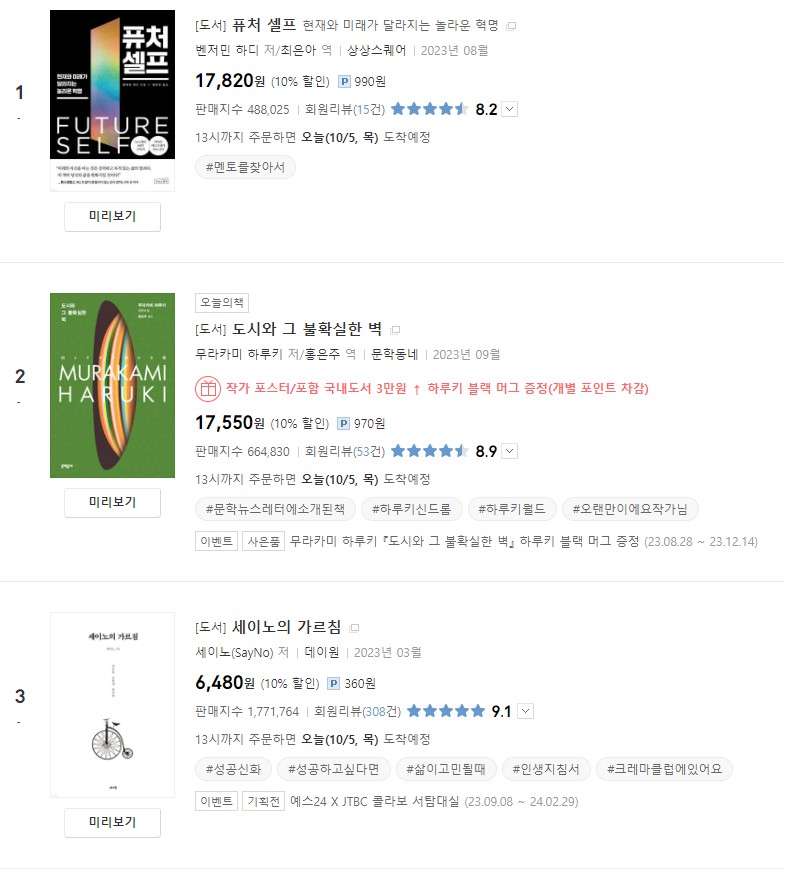 1
-
퓨처
셀프
현재와 미래가
달라지는
놀라운 혁명
FUTURE
SELF
미리보기
[도서] 퓨처 셀프 현재와 미래가 달라지는 놀라운 혁명
벤저민 하디 저/최은아 역 | 상상스퀘어 | 2023년 08월
17,820원 (10% 할인) P 990원
판매지수 488,025 | 회원리뷰(15건) 8.2
13시까지 주문하면 오늘(10/5, 목) 도착예정
#멘토를찾아서
2
-
도시와
그 불확실한
벽
무라카미 하루키
MURAKAMI
HARUKI
문학동네
미리보기
오늘의책
[도서] 도시와 그 불확실한 벽
무라카미 하루키 저/홍은주 역 | 문학동네 | 2023년 09월
작가 포스터/포함 국내도서 3만원 ↑ 하루키 블랙 머그 증정(개별 포인트 차감)
17,550원 (10% 할인) P 970원
판매지수 664,830 | 회원리뷰(53건) 8.9
13시까지 주문하면 오늘(10/5, 목) 도착예정
#문학뉴스레터에소개된책 #하루키신드롬 #하루키월드 #오랜만이에요작가님
이벤트 사은품 무라카미 하루키 『도시와 그 불확실한 벽』 하루키 블랙 머그 증정 (23.08.28 ~ 23.12.14)
3
-
세이노의 가르침
미리보기
[도서] 세이노의 가르침
세이노(SayNo) 저 | 데이원 | 2023년 03월
6,480원 (10% 할인) P 360원
판매지수 1,771,764 | 회원리뷰(308건) 9.1
13시까지 주문하면 오늘(10/5, 목) 도착예정
#성공신화 #성공하고싶다면 #삶이고민될때 #인생지침서 #크레마클럽에있어요
이벤트 기획전 예스24 X JTBC 콜라보 서탐대실 (23.09.08 ~ 24.02.29)